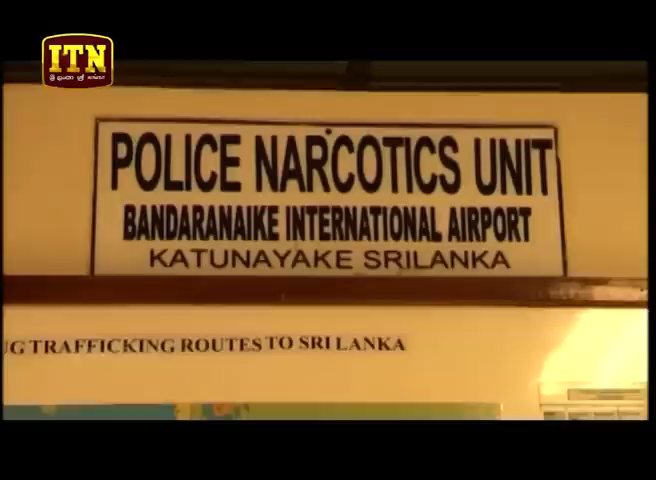 ITN
POLICE NARCOTICS UNIT
BANDARANAIKE INTERNATIONAL AIRPORT
KATUNAYAKE SRILANKA
TRAFFICKING ROUTES TO SRI LANKA